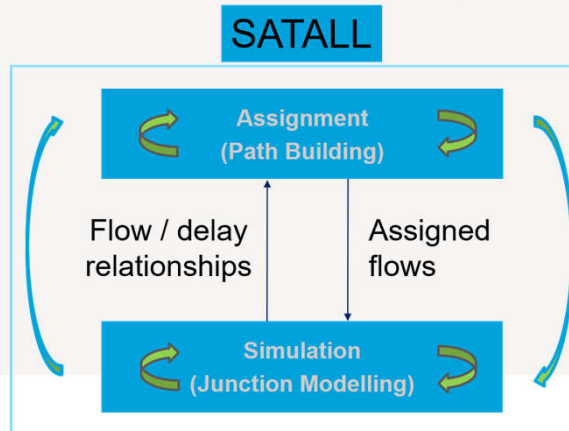 SATALL
Assignment
(Path Building)
Flow / delay
relationships
Assigned
flows
Simulation
(Junction Modelling)